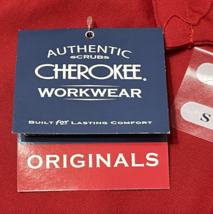 AUTHENTIC
SCRUBS
CHEROKEE.
WORKWEAR
BUILT FOR LASTING COMFORT
S
ORIGINALS